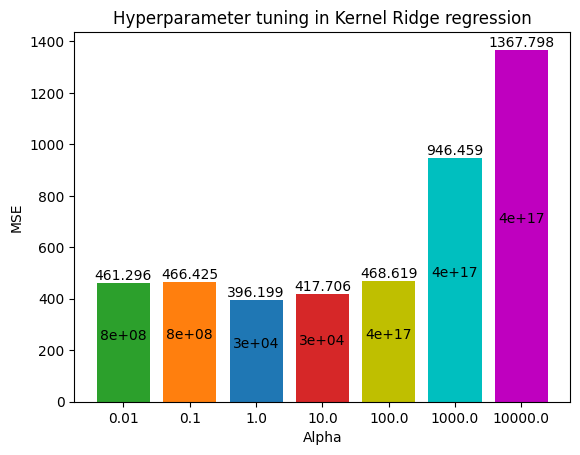 Hyperparameter tuning in Kernel Ridge regression
MSE
1400
1200
1000
800
600
400
200
0
461.296
466.425
396.199
417.706
468.619
946.459
1367.798
8e+08
8e+08
3e+04
3e+04
4e+17
4e+17
4e+17
0.01
0.1
1.0
10.0
100.0
1000.0
10000.0
Alpha